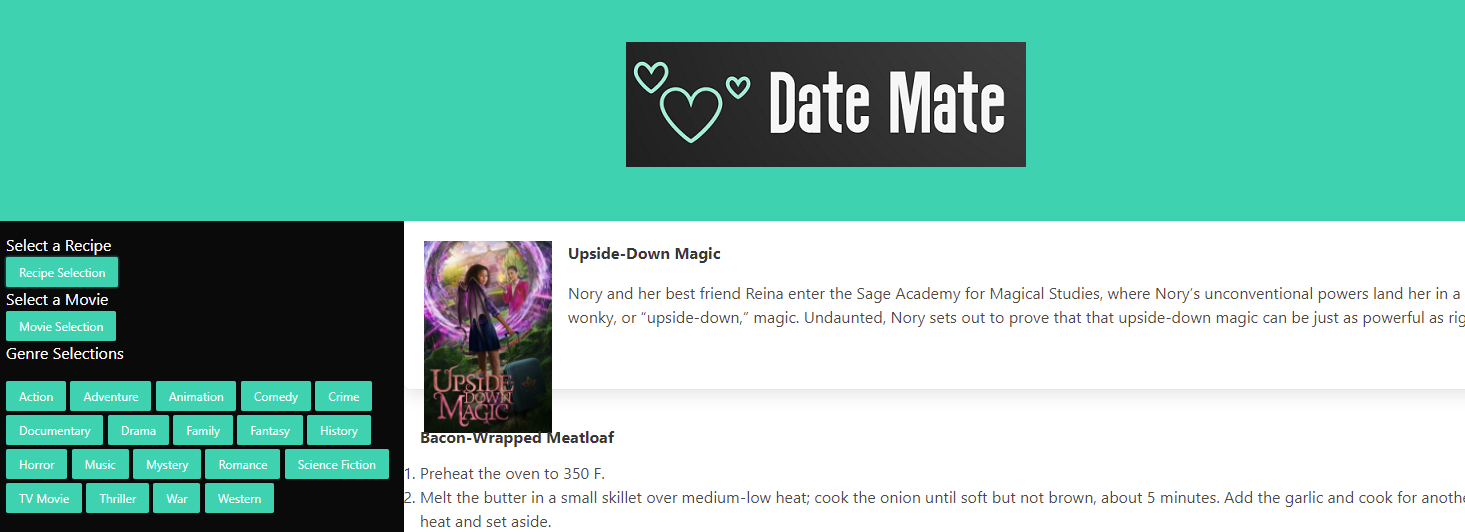 Date Mate
Select a Recipe
Recipe Selection
Select a Movie
Movie Selection
Genre Selections
Action Adventure Animation Comedy Crime
Documentary Drama Family Fantasy History
Horror Music Mystery Romance Science Fiction
TV Movie Thriller War Western
UPSIDE
DOWN
MAGIC
Upside-Down Magic
Nory and her best friend Reina enter the Sage Academy for Magical Studies, where Nory’s unconventional powers land her in a
wonky, or “upside-down,” magic. Undaunted, Nory sets out to prove that that upside-down magic can be just as powerful as rig
Bacon-Wrapped Meatloaf
1. Preheat the oven to 350 F.
2. Melt the butter in a small skillet over medium-low heat; cook the onion until soft but not brown, about 5 minutes. Add the garlic and cook for anothe
heat and set aside.